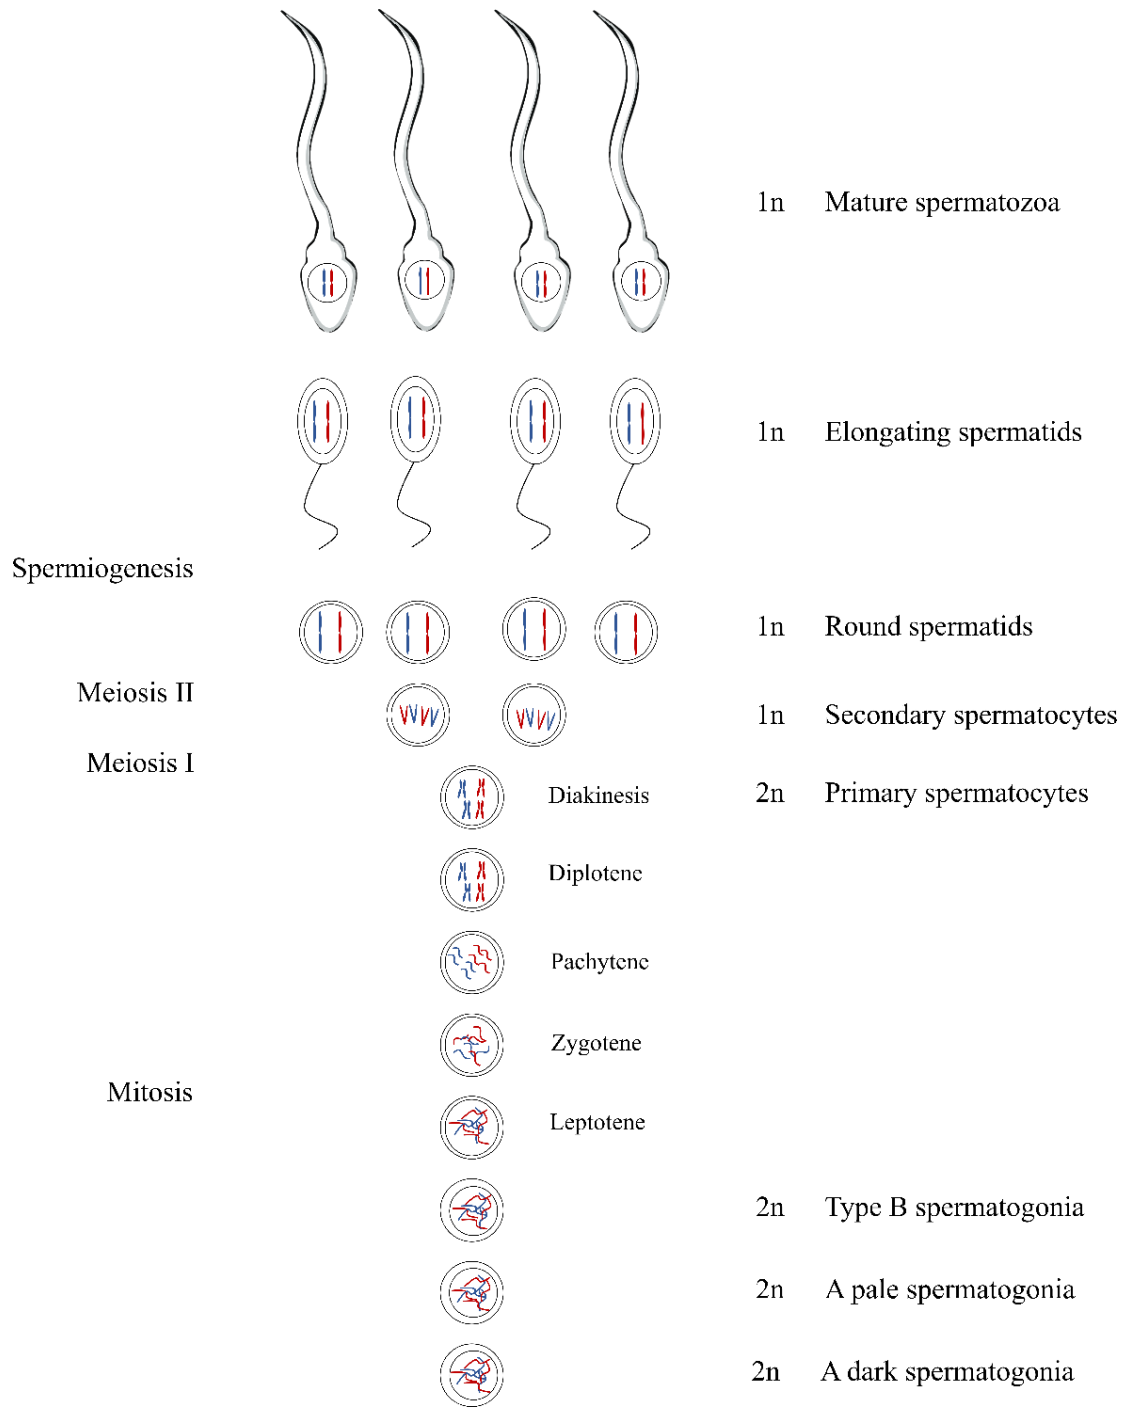 1n Mature spermatozoa
1n Elongating spermatids
Spermiogenesis
1n Round spermatids
Meiosis II
1n Secondary spermatocytes
Meiosis I
Diakinesis 2n Primary spermatocytes
Diplotene
Pachytene
Zygotene
Mitosis
Leptotene
2n Type B spermatogonia
2n A pale spermatogonia
2n A dark spermatogonia